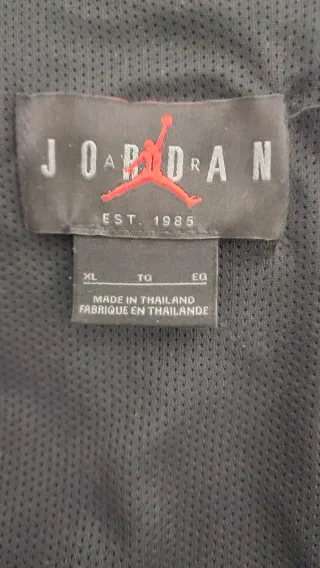 JORDAN
AIR
EST. 1985
XL TG EG
MADE IN THAILAND
FABRIQUE EN THAILANDE